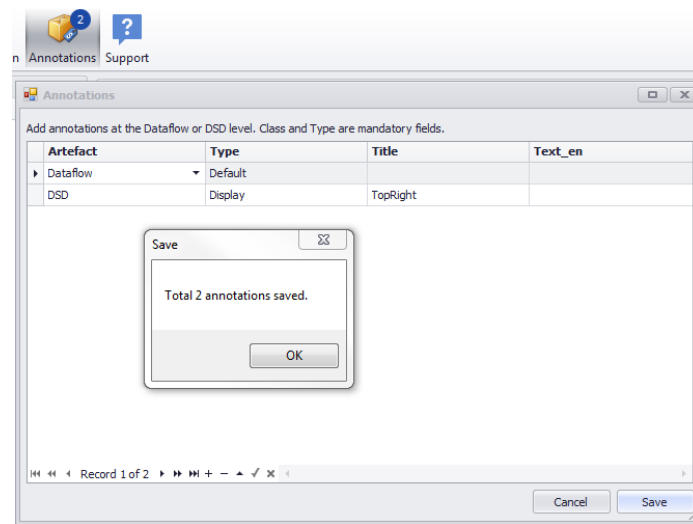 2
?
n Annotations Support
Annotations
Add annotations at the Dataflow or DSD level. Class and Type are mandatory fields.
Artefact Type Title Text_en
Dataflow Default
DSD Display TopRight
Save
Total 2 annotations saved.
OK
Record 1 of 2
Cancel Save